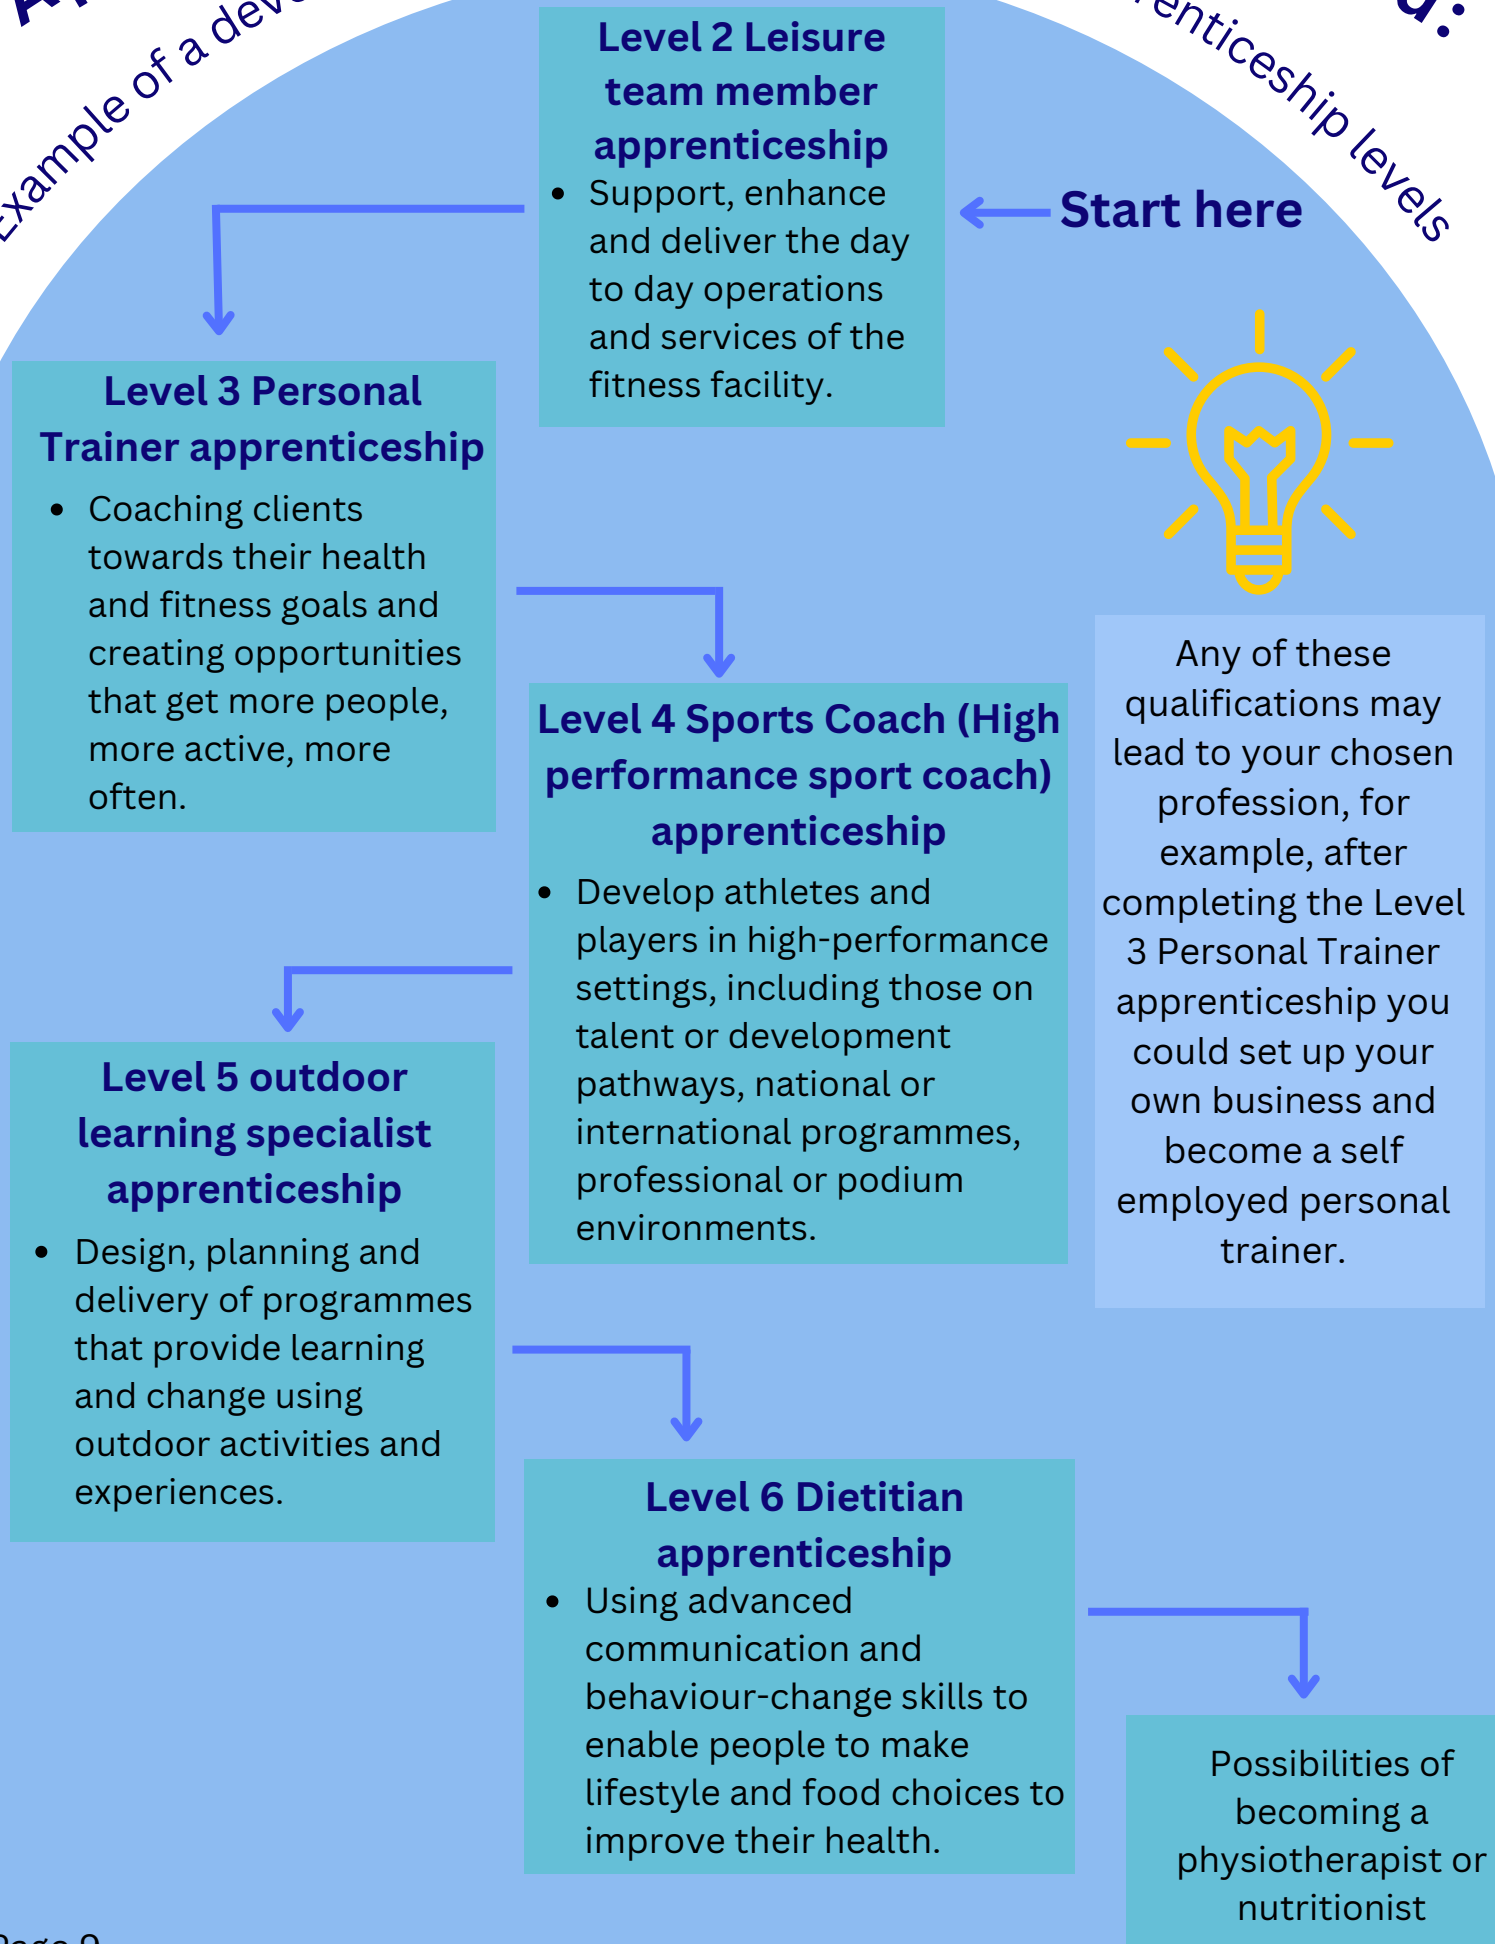 Example of a
apprenticeship levels
Level 2 Leisure
team member
apprenticeship
• Support, enhance
and deliver the day
to day operations
and services of the
fitness facility.
Start here
Level 3 Personal
Trainer apprenticeship
• Coaching clients
towards their health
and fitness goals and
creating opportunities
that get more people,
more active, more
often.
Level 4 Sports Coach (High
performance sport coach)
apprenticeship
• Develop athletes and
players in high-performance
settings, including those on
talent or development
pathways, national or
international programmes,
professional or podium
environments.
Any of these
qualifications may
lead to your chosen
profession, for
example, after
completing the Level
3 Personal Trainer
apprenticeship you
could set up your
own business and
become a self
employed personal
trainer.
Level 5 outdoor
learning specialist
apprenticeship
• Design, planning and
delivery of programmes
that provide learning
and change using
outdoor activities and
experiences.
Level 6 Dietitian
apprenticeship
• Using advanced
communication and
behaviour-change skills to
enable people to make
lifestyle and food choices to
improve their health.
Possibilities of
becoming a
physiotherapist or
nutritionist
Page 9